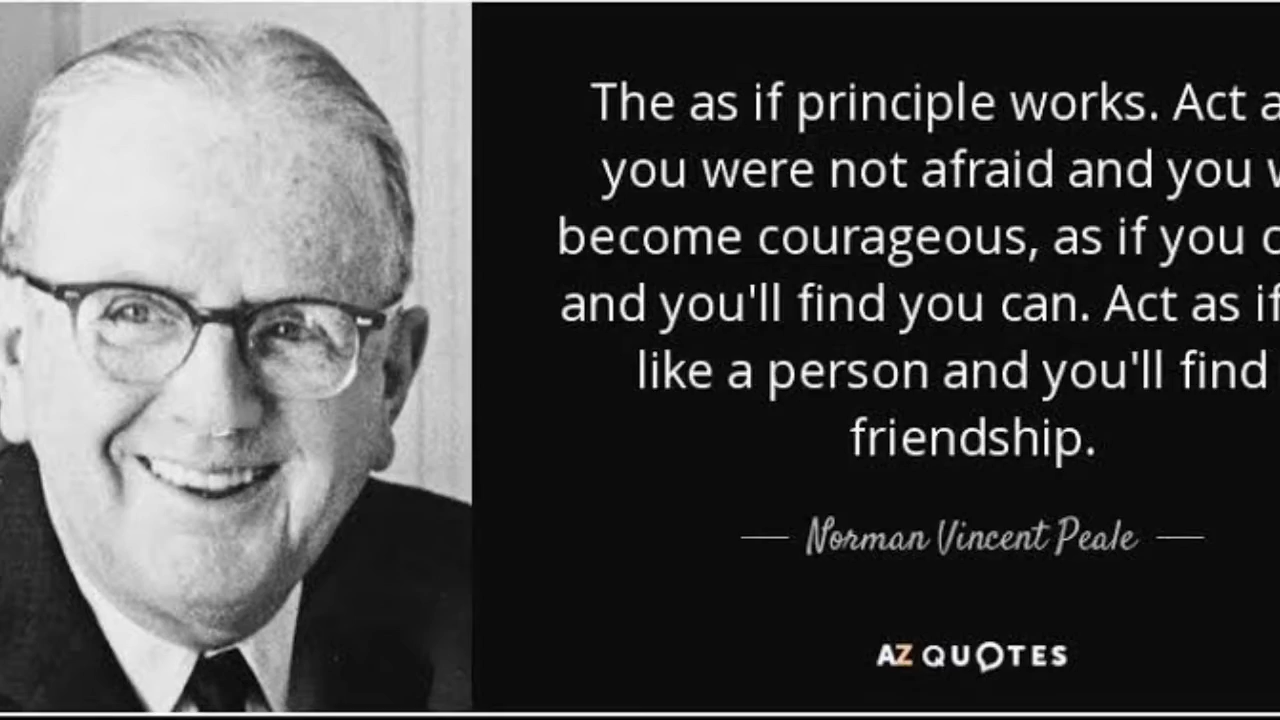 The as if principle works. Act a
you were not afraid and you w
become courageous, as if you c
and you'll find you can. Act as if
like a person and you'll find
friendship.
Norman Vincent Peale
AZ QUOTES